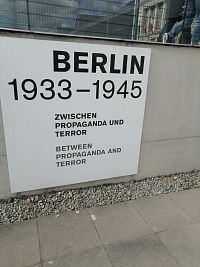 BERLIN
1933–1945
ZWISCHEN
PROPAGANDA UND
TERROR
BETWEEN
PROPAGANDA AND
TERROR